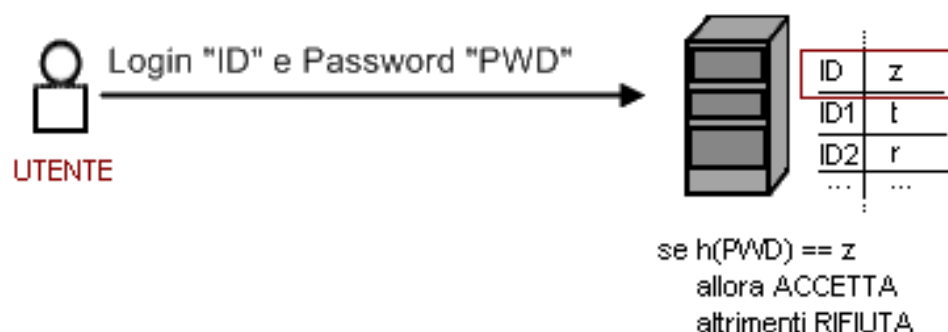 Login "ID" e Password "PWD"
UTENTE
ID z
ID1 t
ID2 r
... ...
se h(PWD) == z
allora ACCETTA
altrimenti RIFIUTA